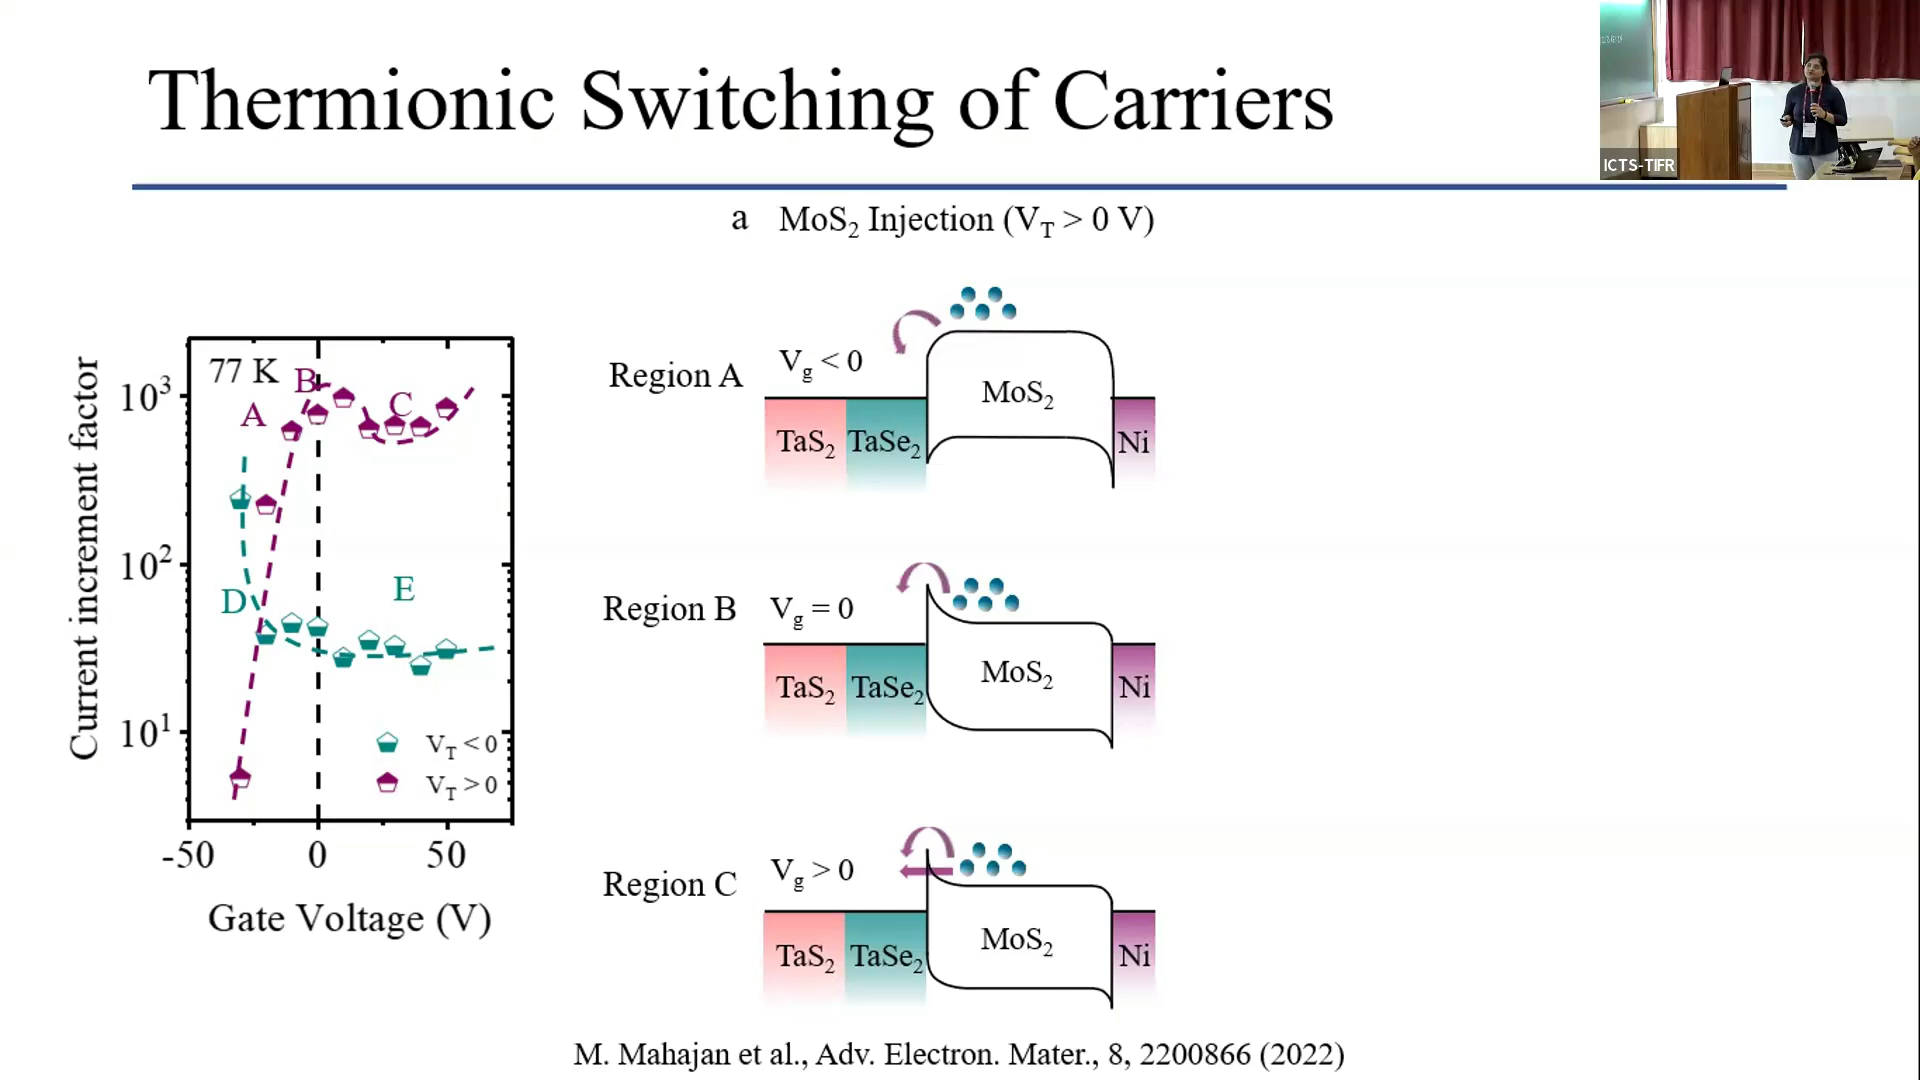 Thermionic Switching of Carriers
ICTS-TIFR
a MoS₂ Injection (V_T > 0 V)
Current increment factor
10³
10²
10¹
77 K
A
B
C
D
E
V_T < 0
V_T > 0
-50 0 50
Gate Voltage (V)
Region A
V_g < 0
TaS₂ TaSe₂ MoS₂ Ni
Region B
V_g = 0
TaS₂ TaSe₂ MoS₂ Ni
Region C
V_g > 0
TaS₂ TaSe₂ MoS₂ Ni
M. Mahajan et al., Adv. Electron. Mater., 8, 2200866 (2022)